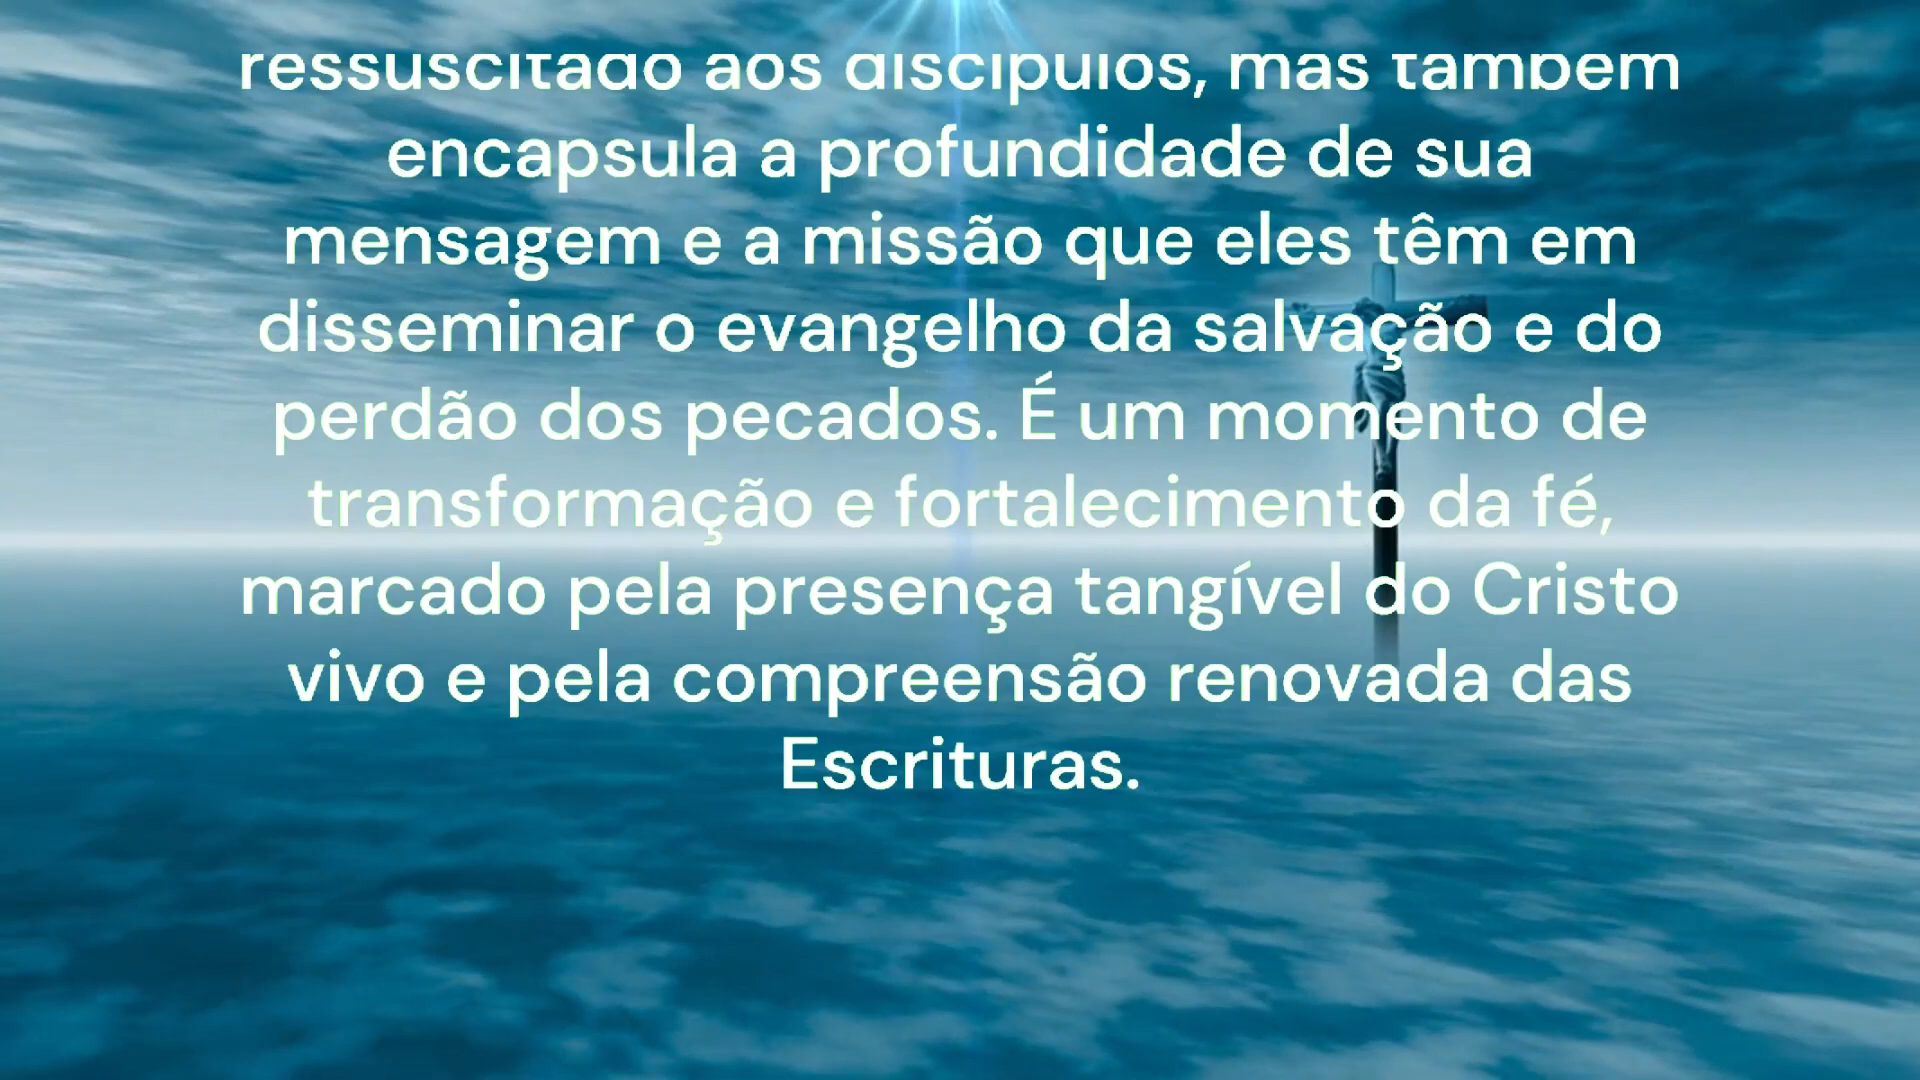 ressuscitado aos discípulos, mas também
encapsula a profundidade de sua
mensagem e a missão que eles têm em
disseminar o evangelho da salvação e do
perdão dos pecados. É um momento de
transformação e fortalecimento da fé,
marcado pela presença tangível do Cristo
vivo e pela compreensão renovada das
Escrituras.